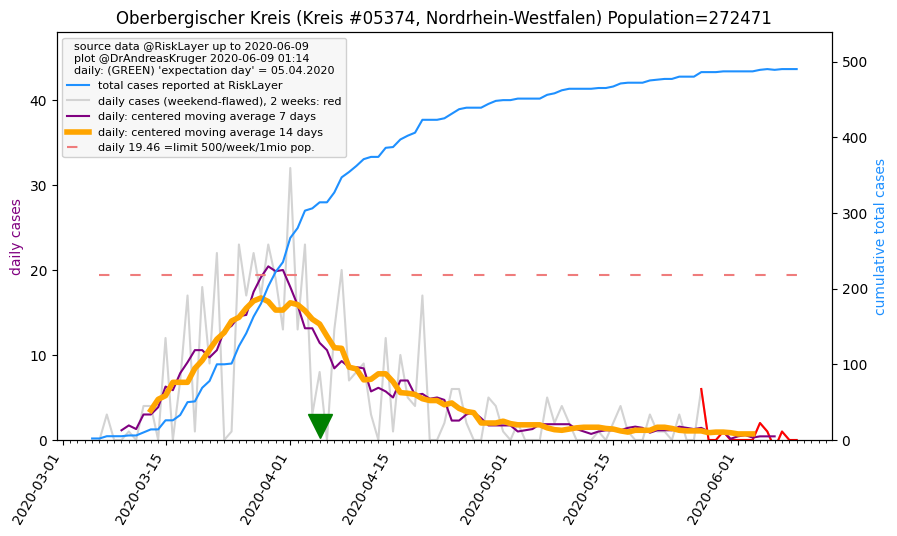 Oberbergischer Kreis (Kreis #05374, Nordrhein-Westfalen) Population=272471
source data @RiskLayer up to 2020-06-09
plot @DrAndreasKruger 2020-06-09 01:14
daily: (GREEN) 'expectation day' = 05.04.2020
total cases reported at RiskLayer
daily cases (weekend-flawed), 2 weeks: red
daily: centered moving average 7 days
daily: centered moving average 14 days
daily 19.46 =limit 500/week/1mio pop.
daily cases
40
30
20
10
0
cumulative total cases
500
400
300
200
100
0
2020-03-01
2020-03-15
2020-04-01
2020-04-15
2020-05-01
2020-05-15
2020-06-01